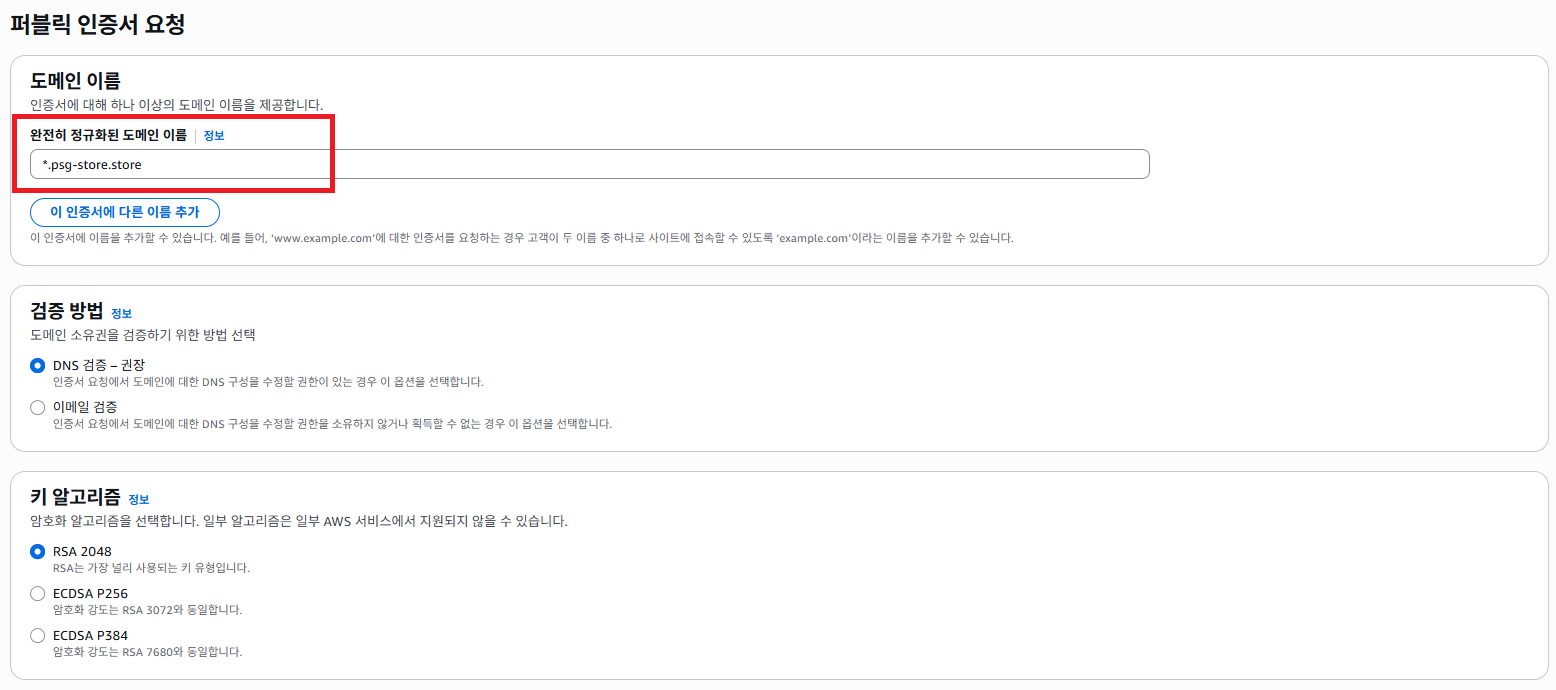 퍼블릭 인증서 요청
도메인 이름
인증서에 대해 하나 이상의 도메인 이름을 제공합니다.
완전히 정규화된 도메인 이름 정보
*.psg-store.store
이 인증서에 다른 이름 추가
이 인증서에 이름을 추가할 수 있습니다. 예를 들어, 'www.example.com'에 대한 인증서를 요청하는 경우 고객이 두 이름 중 하나로 사이트에 접속할 수 있도록 'example.com'이라는 이름을 추가할 수 있습니다.
검증 방법 정보
도메인 소유권을 검증하기 위한 방법 선택
DNS 검증 – 권장
인증서 요청에서 도메인에 대한 DNS 구성을 수정할 권한이 있는 경우 이 옵션을 선택합니다.
이메일 검증
인증서 요청에서 도메인에 대한 DNS 구성을 수정할 권한을 소유하지 않거나 획득할 수 없는 경우 이 옵션을 선택합니다.
키 알고리즘 정보
암호화 알고리즘을 선택합니다. 일부 알고리즘은 일부 AWS 서비스에서 지원되지 않을 수 있습니다.
RSA 2048
RSA는 가장 널리 사용되는 키 유형입니다.
ECDSA P256
암호화 강도는 RSA 3072와 동일합니다.
ECDSA P384
암호화 강도는 RSA 7680와 동일합니다.